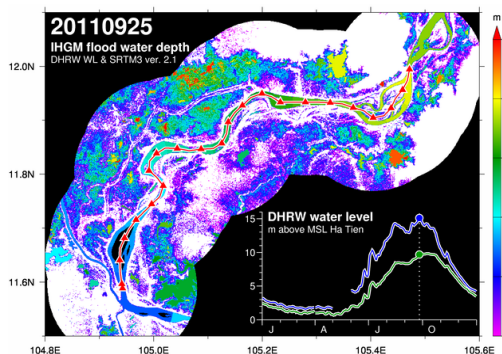 20110925
IHGM flood water depth
DHRW WL & SRTM3 ver. 2.1
m
12.0N
11.8N
11.6N
DHRW water level
m above MSL Ha Tien
15
10
5
0
J A J O
104.8E 105.0E 105.2E 105.4E 105.6E